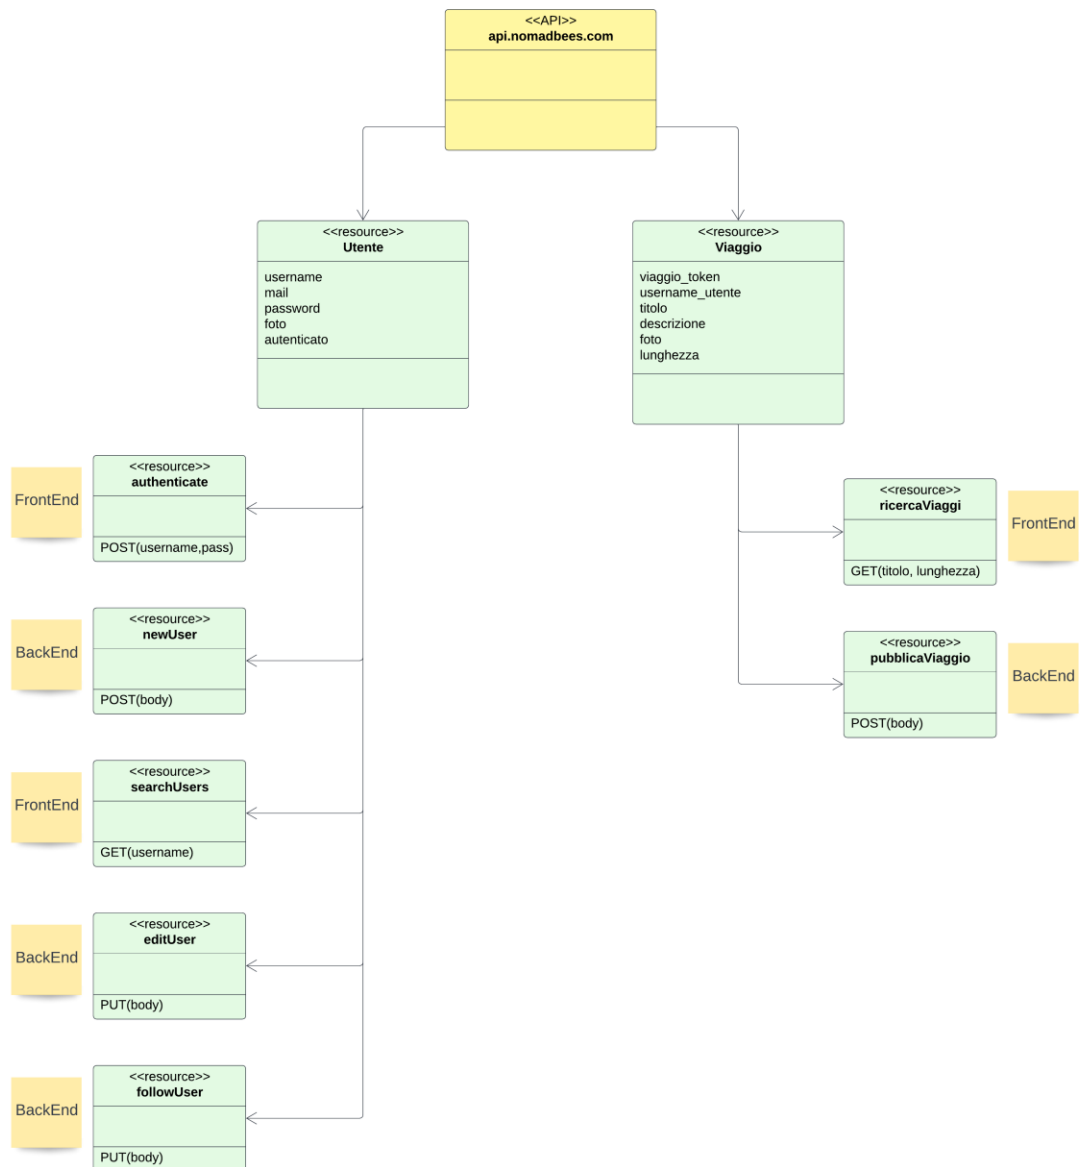 <<API>>
api.nomadbees.com
<<resource>>
Utente
username
mail
password
foto
autenticato
<<resource>>
Viaggio
viaggio_token
username_utente
titolo
descrizione
foto
lunghezza
FrontEnd
<<resource>>
authenticate
POST(username,pass)
<<resource>>
ricercaViaggi
GET(titolo, lunghezza)
FrontEnd
BackEnd
<<resource>>
newUser
POST(body)
<<resource>>
pubblicaViaggio
POST(body)
BackEnd
FrontEnd
<<resource>>
searchUsers
GET(username)
BackEnd
<<resource>>
editUser
PUT(body)
BackEnd
<<resource>>
followUser
PUT(body)